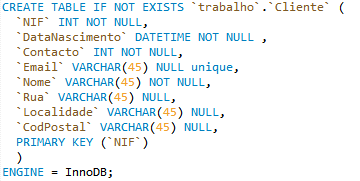 CREATE TABLE IF NOT EXISTS `trabalho`.`Cliente` (
`NIF` INT NOT NULL,
`DataNascimento` DATETIME NOT NULL ,
`Contacto` INT NOT NULL,
`Email` VARCHAR(45) NULL unique,
`Nome` VARCHAR(45) NOT NULL,
`Rua` VARCHAR(45) NULL,
`Localidade` VARCHAR(45) NULL,
`CodPostal` VARCHAR(45) NULL,
PRIMARY KEY (`NIF`)
)
ENGINE = InnoDB;